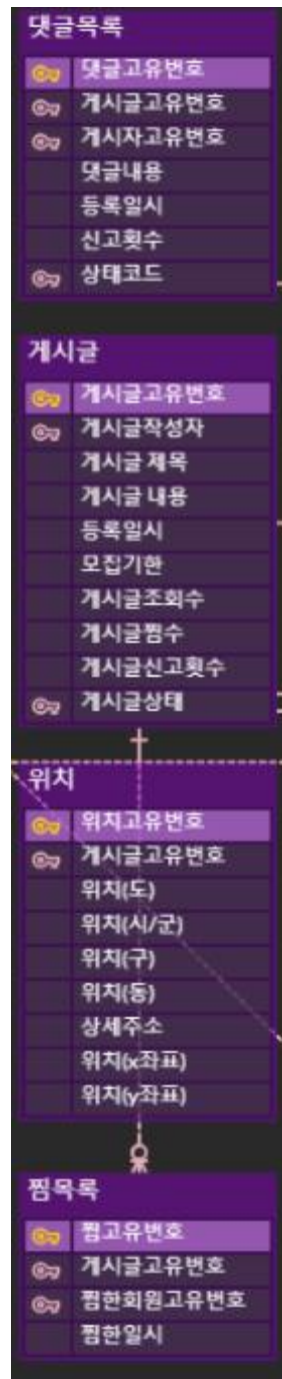 댓글목록
댓글고유번호
게시글고유번호
게시자고유번호
댓글내용
등록일시
신고횟수
상태코드
게시글
게시글고유번호
게시글작성자
게시글 제목
게시글 내용
등록일시
모집기한
게시글조회수
게시글찜수
게시글신고횟수
게시글상태
위치
위치고유번호
게시글고유번호
위치(도)
위치(시/군)
위치(구)
위치(동)
상세주소
위치(x좌표)
위치(y좌표)
찜목록
찜고유번호
게시글고유번호
찜한회원고유번호
찜한일시